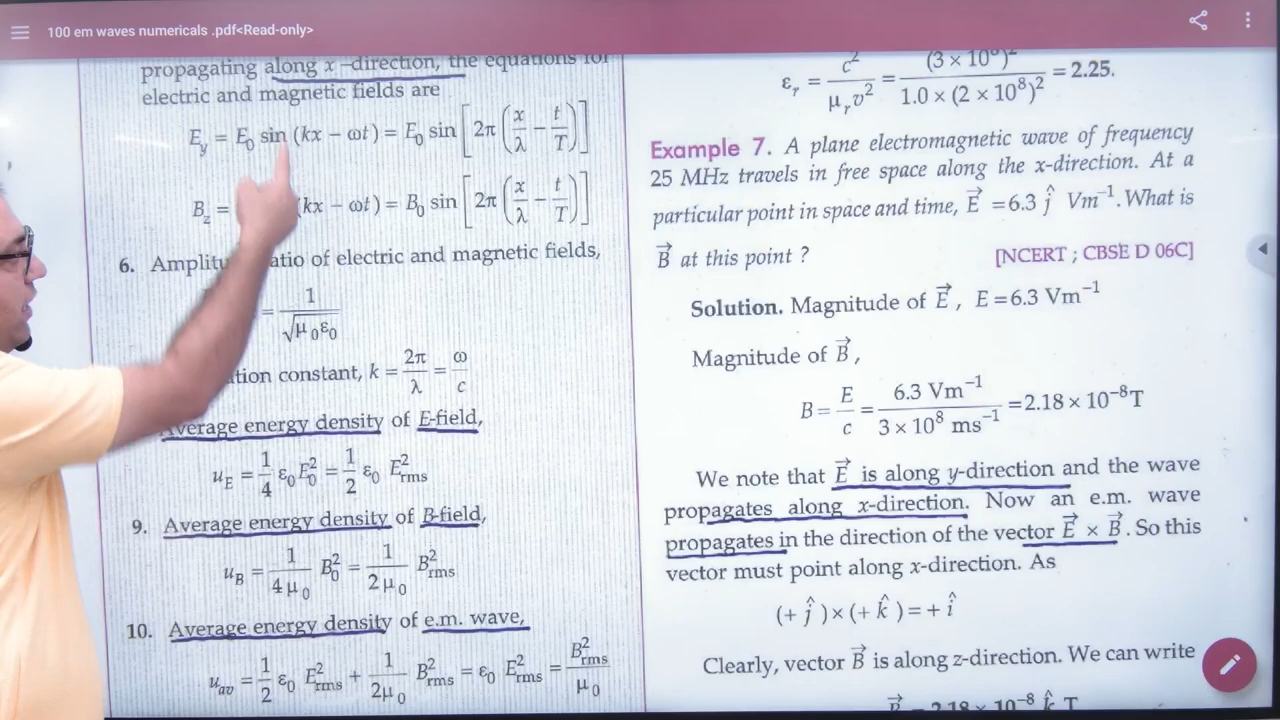 100 em waves numericals .pdf<Read-only>
propagating along x –direction, the equations for
electric and magnetic fields are
E_y = E_0 sin (kx − ωt) = E_0 sin [2π (x/λ − t/T)]
B_z = (kx − ωt) = B_0 sin [2π (x/λ − t/T)]
6. of electric and magnetic fields,
= 1/√μ_0ε_0
constant, k = 2π/λ = ω/c
Average energy density of E-field,
u_E = 1/4 ε_0 E_0^2 = 1/2 ε_0 E_rms^2
9. Average energy density of B-field,
u_B = 1/4μ_0 B_0^2 = 1/2μ_0 B_rms^2
10. Average energy density of e.m. wave,
u_av = 1/2 ε_0 E_rms^2 + 1/2μ_0 B_rms^2 = ε_0 E_rms^2 = B_rms^2/μ_0
ε_r = c^2/μ_r v^2 = (3 × 10^8)^2/1.0 × (2 × 10^8)^2 = 2.25.
Example 7. A plane electromagnetic wave of frequency
25 MHz travels in free space along the x-direction. At a
particular point in space and time, E⃗ = 6.3 ĵ Vm⁻¹. What is
B⃗ at this point ? [NCERT ; CBSE D 06C]
Solution. Magnitude of E⃗, E = 6.3 Vm⁻¹
Magnitude of B⃗,
B = E/c = 6.3 Vm⁻¹/3 × 10⁸ ms⁻¹ = 2.18 × 10⁻⁸ T
We note that E⃗ is along y-direction and the wave
propagates along x-direction. Now an e.m. wave
propagates in the direction of the vector E⃗ × B⃗. So this
vector must point along x-direction. As
(+ ĵ) × (+ k̂) = + î
Clearly, vector B⃗ is along z-direction. We can write
B⃗ = 2.18 × 10⁻⁸ k̂ T